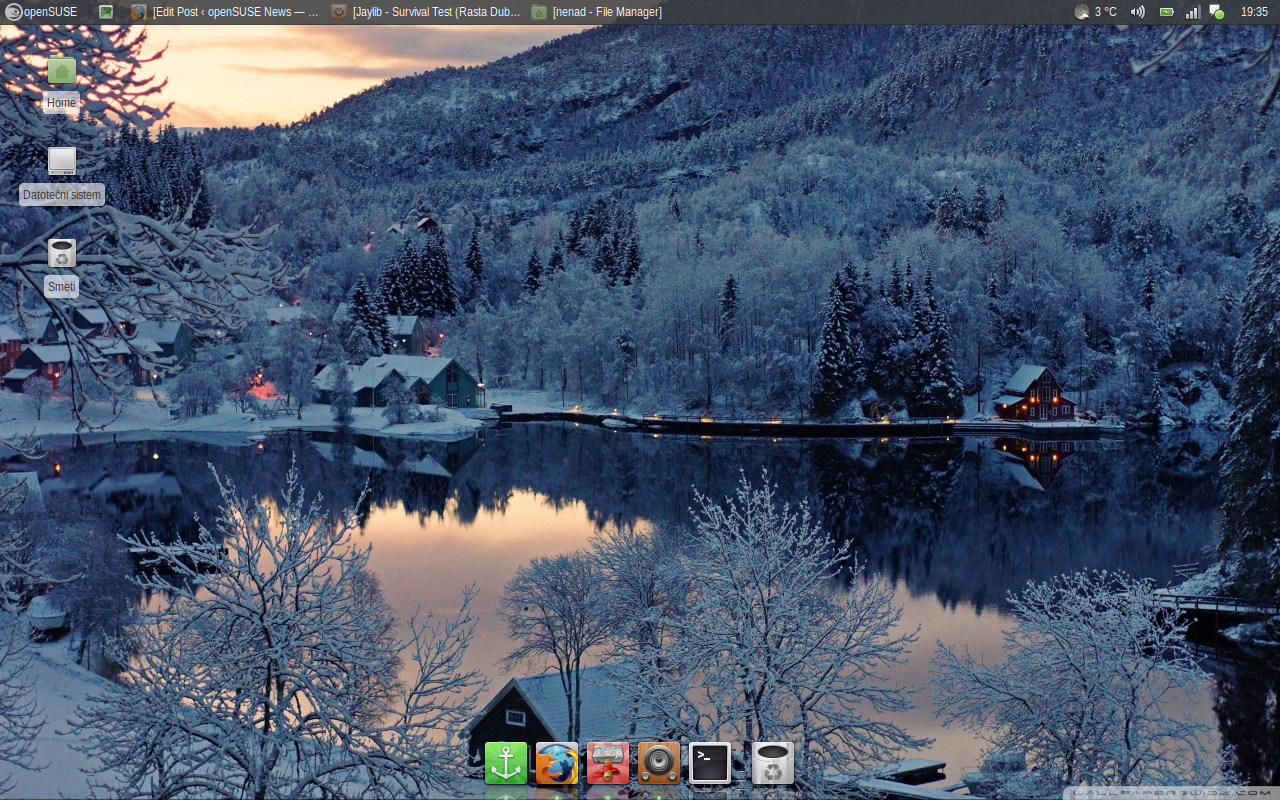 openSUSE
[Edit Post ‹ openSUSE News — …
[Jaylib - Survival Test (Rasta Dub…
[nenad - File Manager]
3 °C
19:35
Home
Datotečni sistem
Smeti
>_
WALLPAPERSWIDE.COM